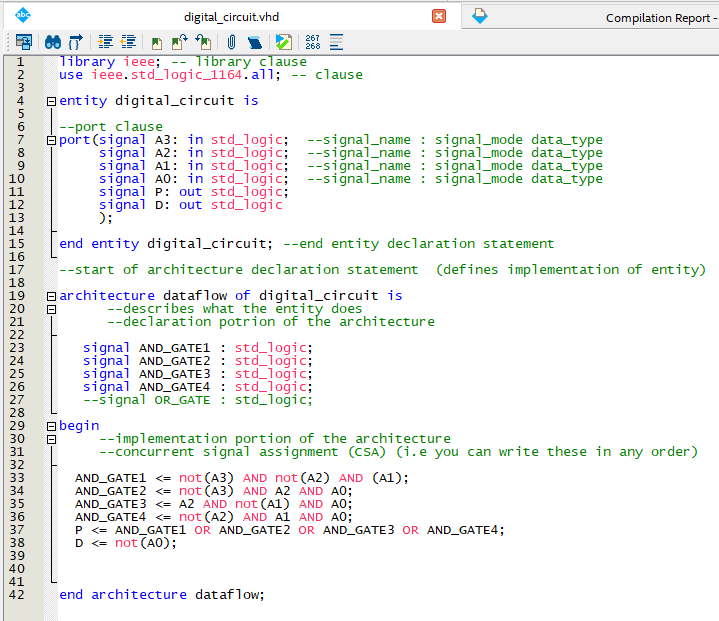 digital_circuit.vhd
Compilation Report -
abc
267
268
1 library ieee; -- library clause
2 use ieee.std_logic_1164.all; -- clause
3
4 entity digital_circuit is
5
6 --port clause
7 port(signal A3: in std_logic; --signal_name : signal_mode data_type
8 signal A2: in std_logic; --signal_name : signal_mode data_type
9 signal A1: in std_logic; --signal_name : signal_mode data_type
10 signal A0: in std_logic; --signal_name : signal_mode data_type
11 signal P: out std_logic;
12 signal D: out std_logic
13 );
14
15 end entity digital_circuit; --end entity declaration statement
16
17 --start of architecture declaration statement (defines implementation of entity)
18
19 architecture dataflow of digital_circuit is
20 --describes what the entity does
21 --declaration potrion of the architecture
22
23 signal AND_GATE1 : std_logic;
24 signal AND_GATE2 : std_logic;
25 signal AND_GATE3 : std_logic;
26 signal AND_GATE4 : std_logic;
27 --signal OR_GATE : std_logic;
28
29 begin
30 --implementation portion of the architecture
31 --concurrent signal assignment (CSA) (i.e you can write these in any order)
32
33 AND_GATE1 <= not(A3) AND not(A2) AND (A1);
34 AND_GATE2 <= not(A3) AND A2 AND A0;
35 AND_GATE3 <= A2 AND not(A1) AND A0;
36 AND_GATE4 <= not(A2) AND A1 AND A0;
37 P <= AND_GATE1 OR AND_GATE2 OR AND_GATE3 OR AND_GATE4;
38 D <= not(A0);
39
40
41
42 end architecture dataflow;